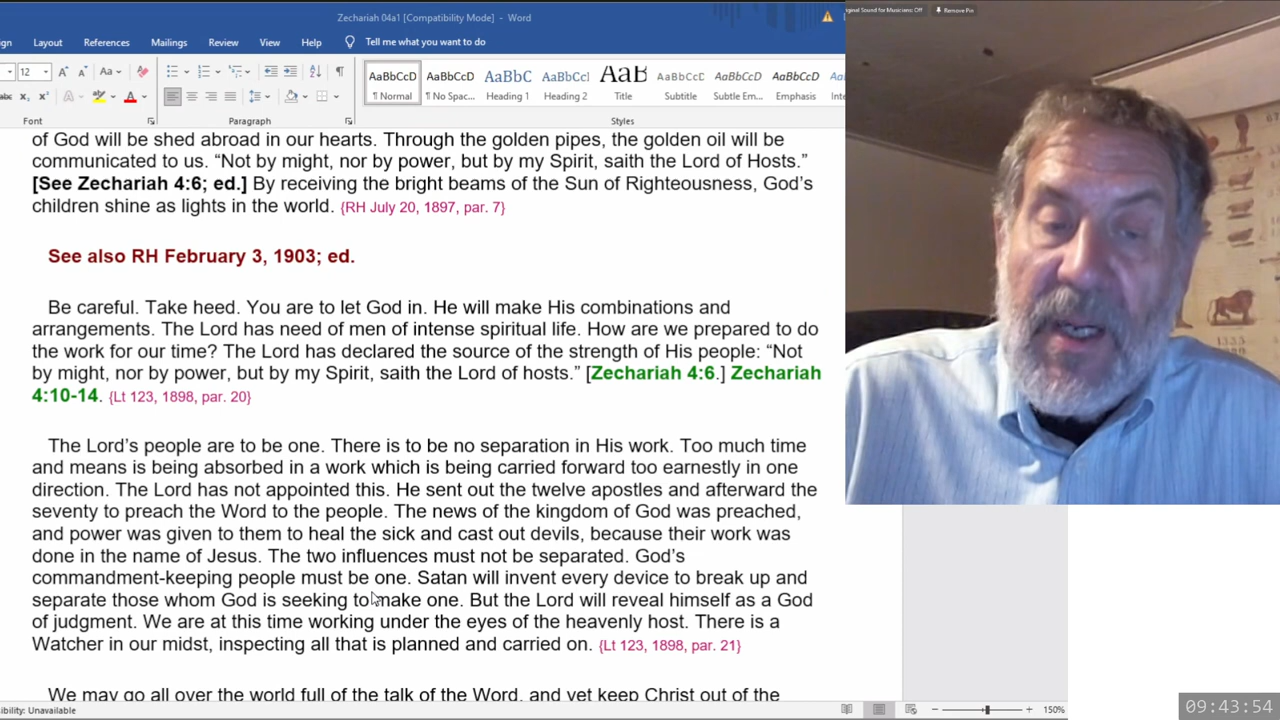 Zechariah 04a1 [Compatibility Mode] - Word
Layout References Mailings Review View Help Tell me what you want to do
12 Aa
AaBbCcD AaBbCcD AaBbC AaBbCcl AaB AaBbCcC AaBbCcD AaBbCcD
¶ Normal ¶ No Spac... Heading 1 Heading 2 Title Subtitle Subtle Em... Emphasis
Font Paragraph Styles
of God will be shed abroad in our hearts. Through the golden pipes, the golden oil will be
communicated to us. “Not by might, nor by power, but by my Spirit, saith the Lord of Hosts.”
[See Zechariah 4:6; ed.] By receiving the bright beams of the Sun of Righteousness, God’s
children shine as lights in the world. {RH July 20, 1897, par. 7}
See also RH February 3, 1903; ed.
Be careful. Take heed. You are to let God in. He will make His combinations and
arrangements. The Lord has need of men of intense spiritual life. How are we prepared to do
the work for our time? The Lord has declared the source of the strength of His people: “Not
by might, nor by power, but by my Spirit, saith the Lord of hosts.” [Zechariah 4:6.] Zechariah
4:10-14. {Lt 123, 1898, par. 20}
The Lord’s people are to be one. There is to be no separation in His work. Too much time
and means is being absorbed in a work which is being carried forward too earnestly in one
direction. The Lord has not appointed this. He sent out the twelve apostles and afterward the
seventy to preach the Word to the people. The news of the kingdom of God was preached,
and power was given to them to heal the sick and cast out devils, because their work was
done in the name of Jesus. The two influences must not be separated. God’s
commandment-keeping people must be one. Satan will invent every device to break up and
separate those whom God is seeking to make one. But the Lord will reveal himself as a God
of judgment. We are at this time working under the eyes of the heavenly host. There is a
Watcher in our midst, inspecting all that is planned and carried on. {Lt 123, 1898, par. 21}
We may go all over the world full of the talk of the Word, and yet keep Christ out of the
bility: Unavailable
150%
ginal Sound for Musicians: Off Remove Pin
09:43:54